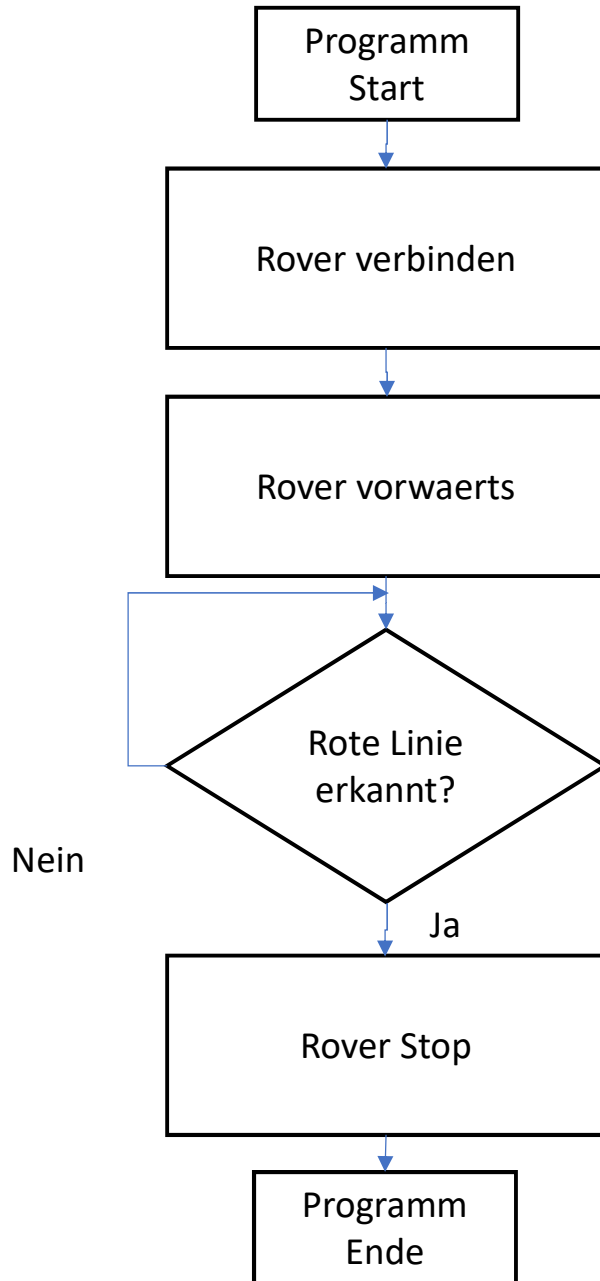 Programm
Start
Rover verbinden
Rover vorwaerts
Rote Linie
erkannt?
Nein
Ja
Rover Stop
Programm
Ende